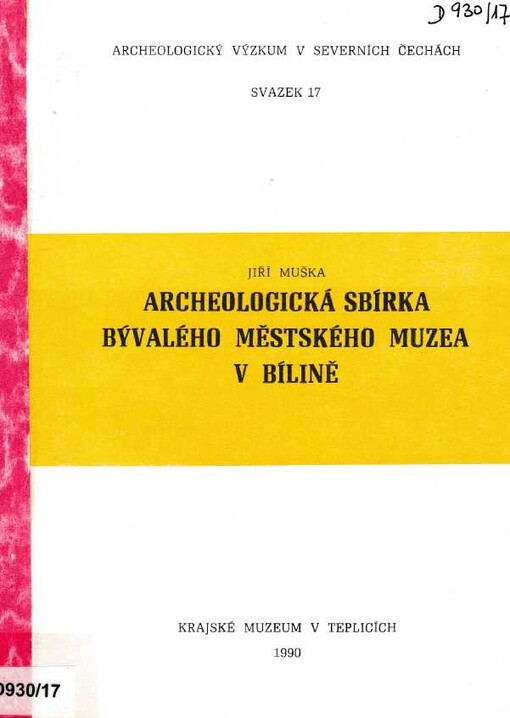 D 930/17
ARCHEOLOGICKÝ VÝZKUM V SEVERNÍCH ČECHÁCH
SVAZEK 17
JIŘÍ MUŠKA
ARCHEOLOGICKÁ SBÍRKA
BÝVALÉHO MĚSTSKÉHO MUZEA
V BÍLINĚ
KRAJSKÉ MUZEUM V TEPLICÍCH
1990
D930/17